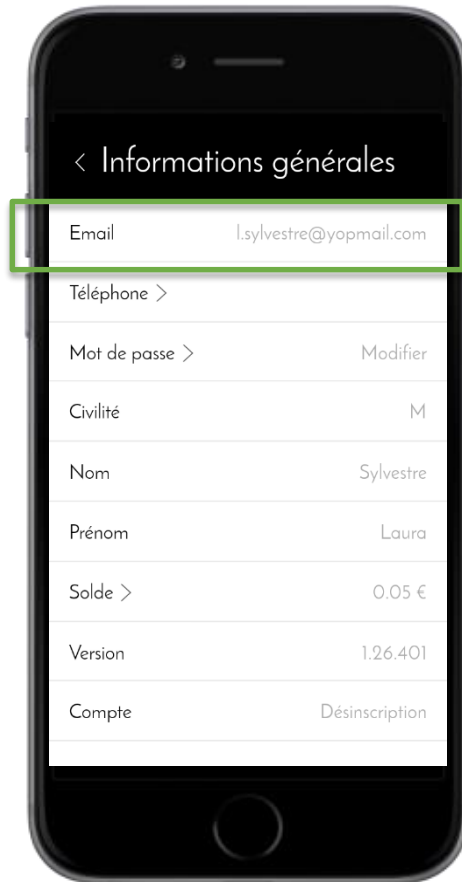 < Informations générales
Email l.sylvestre@yopmail.com
Téléphone >
Mot de passe > Modifier
Civilité M
Nom Sylvestre
Prénom Laura
Solde > 0.05 €
Version 1.26.401
Compte Désinscription